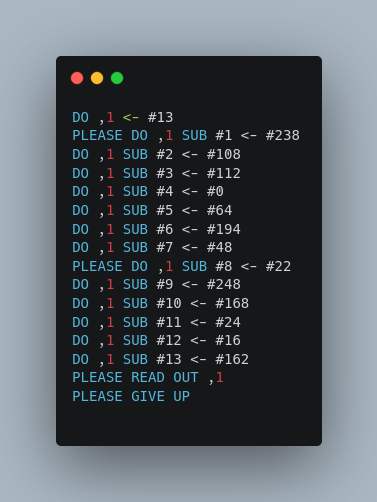 DO ,1 <- #13
PLEASE DO ,1 SUB #1 <- #238
DO ,1 SUB #2 <- #108
DO ,1 SUB #3 <- #112
DO ,1 SUB #4 <- #0
DO ,1 SUB #5 <- #64
DO ,1 SUB #6 <- #194
DO ,1 SUB #7 <- #48
PLEASE DO ,1 SUB #8 <- #22
DO ,1 SUB #9 <- #248
DO ,1 SUB #10 <- #168
DO ,1 SUB #11 <- #24
DO ,1 SUB #12 <- #16
DO ,1 SUB #13 <- #162
PLEASE READ OUT ,1
PLEASE GIVE UP